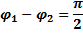 φ₁ − φ₂ = π/2